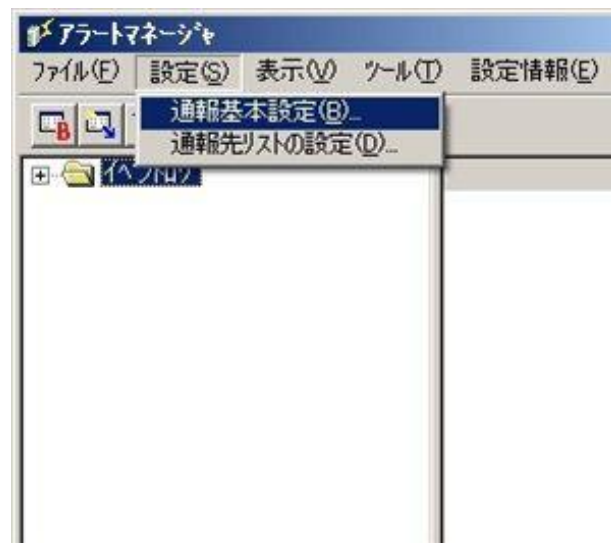 アラートマネージャ
ファイル(F) 設定(S) 表示(V) ツール(T) 設定情報(E)
通報基本設定(B)...
通報先リストの設定(D)...
イベントログ